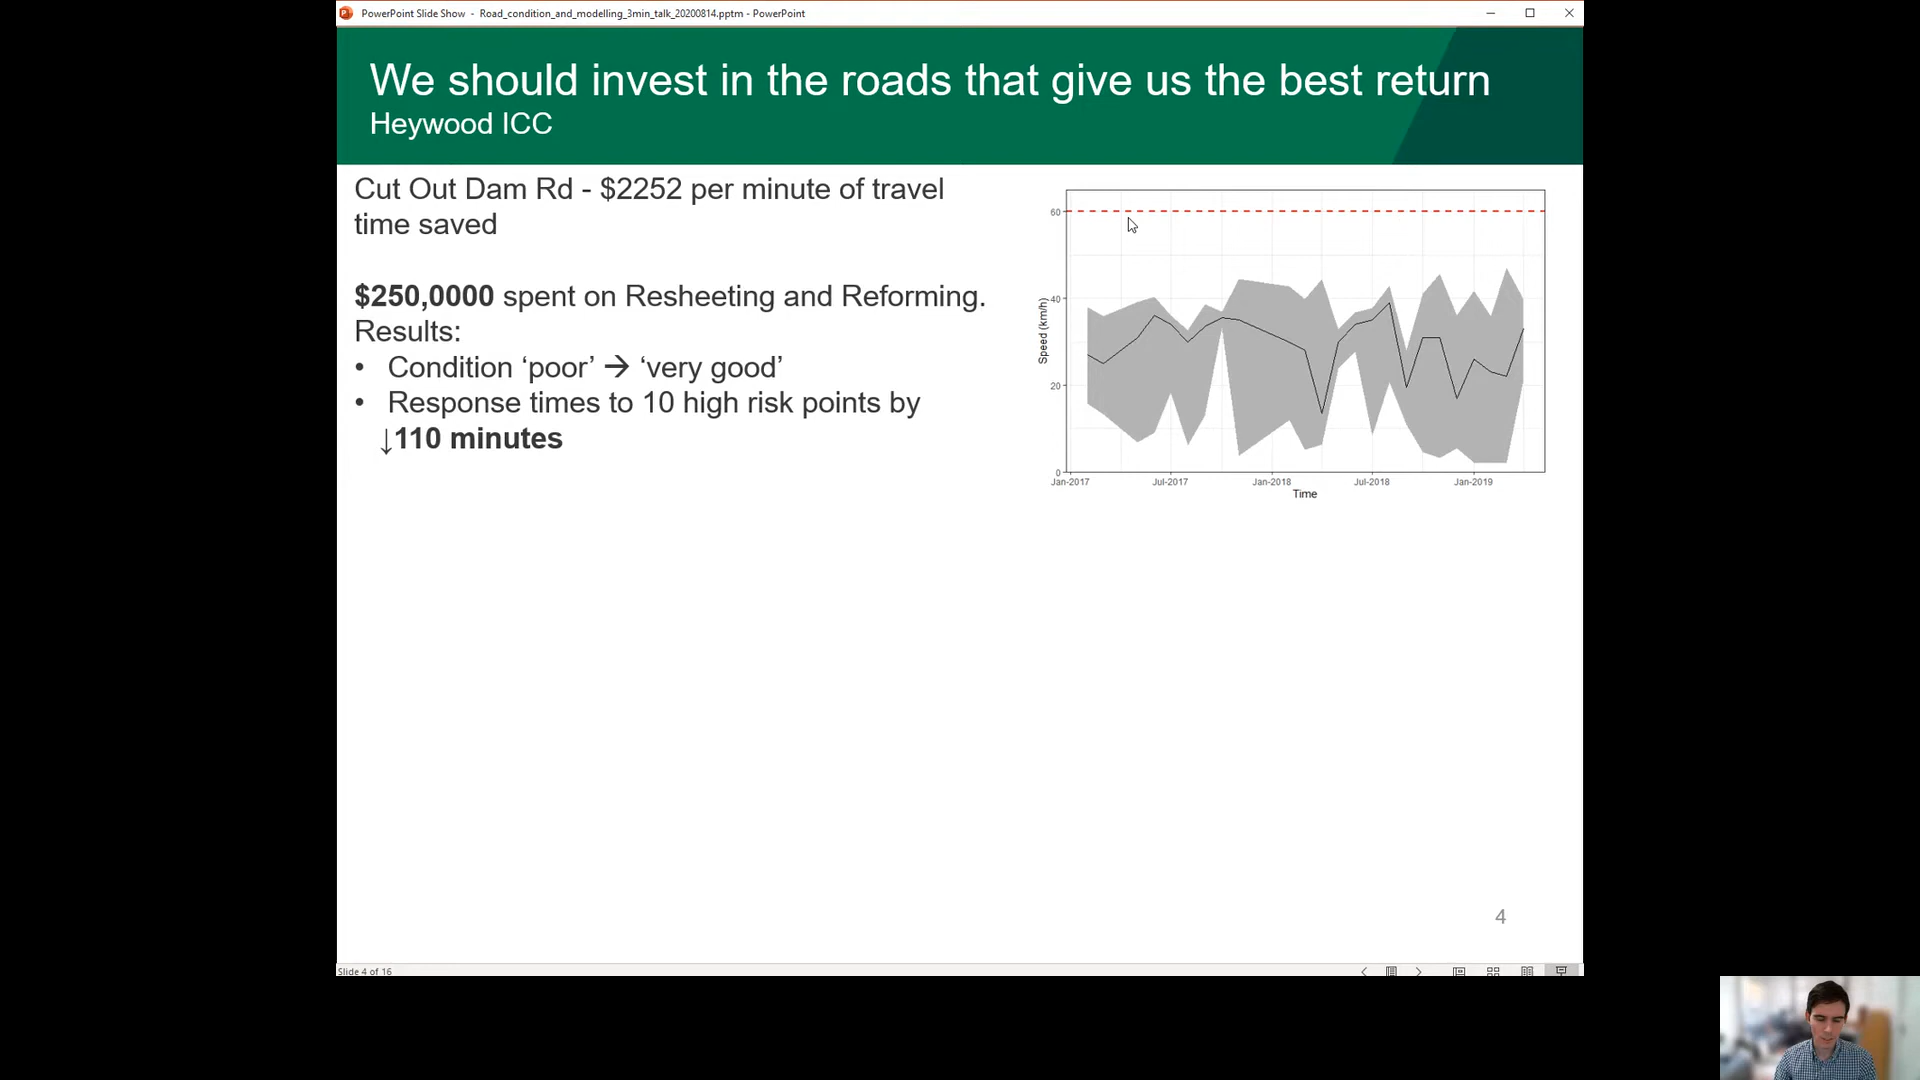 PowerPoint Slide Show - Road_condition_and_modelling_3min_talk_20200814.pptm - PowerPoint
We should invest in the roads that give us the best return
Heywood ICC
Cut Out Dam Rd - $2252 per minute of travel
time saved
$250,0000 spent on Resheeting and Reforming.
Results:
• Condition ‘poor’ → ‘very good’
• Response times to 10 high risk points by
↓110 minutes
60
40
20
0
Speed (km/h)
Jan-2017 Jul-2017 Jan-2018 Jul-2018 Jan-2019
Time
4
Slide 4 of 16